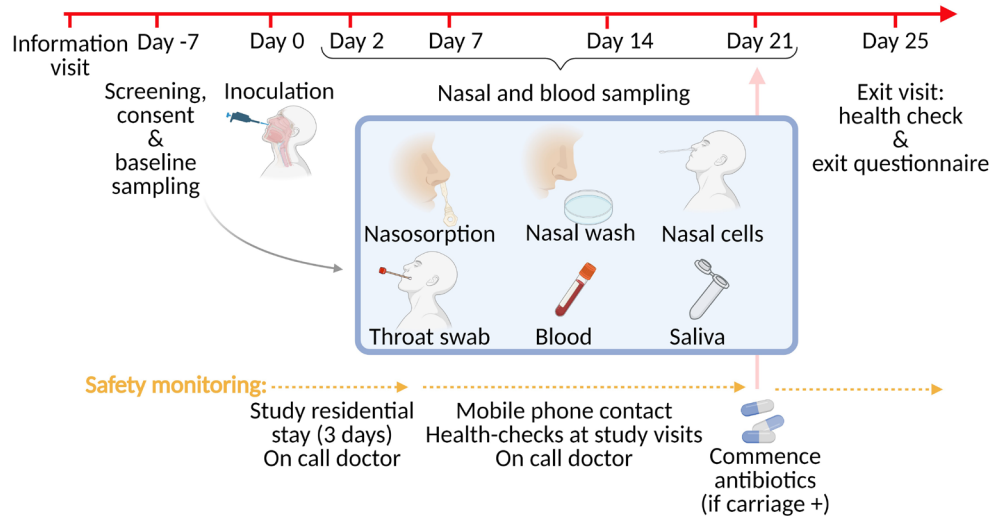 Information visit
Day -7
Day 0
Day 2
Day 7
Day 14
Day 21
Day 25
Screening,
consent
&
baseline
sampling
Inoculation
Nasal and blood sampling
Exit visit:
health check
&
exit questionnaire
Nasosorption
Nasal wash
Nasal cells
Throat swab
Blood
Saliva
Safety monitoring:
Study residential
stay (3 days)
On call doctor
Mobile phone contact
Health-checks at study visits
On call doctor
Commence
antibiotics
(if carriage +)